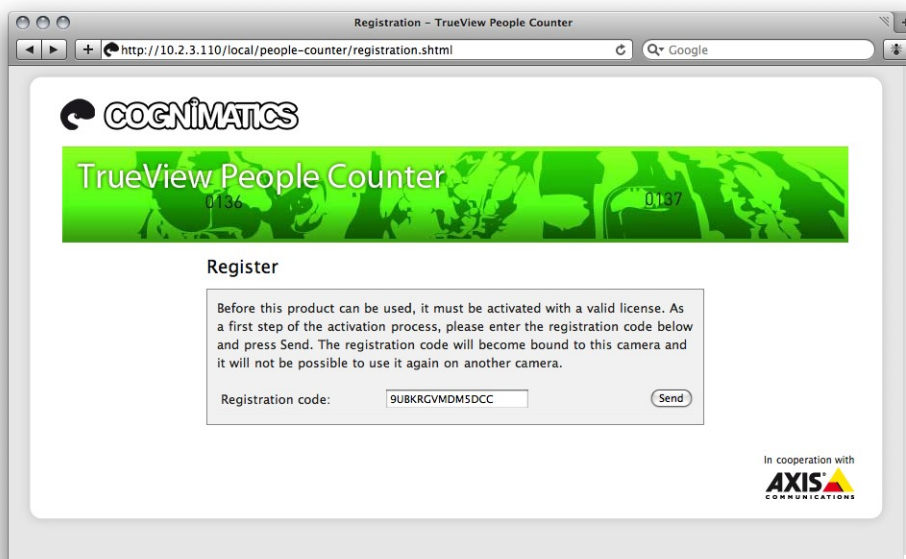 Registration – TrueView People Counter
http://10.2.3.110/local/people-counter/registration.shtml
Google
COGNIMATICS
TrueView People Counter
0136
0137
Register
Before this product can be used, it must be activated with a valid license. As
a first step of the activation process, please enter the registration code below
and press Send. The registration code will become bound to this camera and
it will not be possible to use it again on another camera.
Registration code:
9UBKRGVMDM5DCC
Send
In cooperation with
AXIS
COMMUNICATIONS